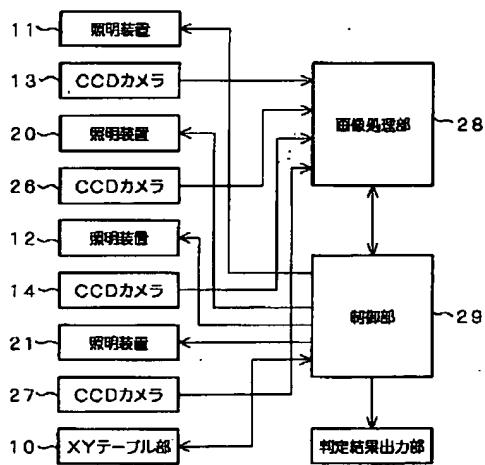 11 照明装置
13 CCDカメラ
20 照明装置
26 CCDカメラ
12 照明装置
14 CCDカメラ
21 照明装置
27 CCDカメラ
10 XYテーブル部
画像処理部 28
制御部 29
判定結果出力部